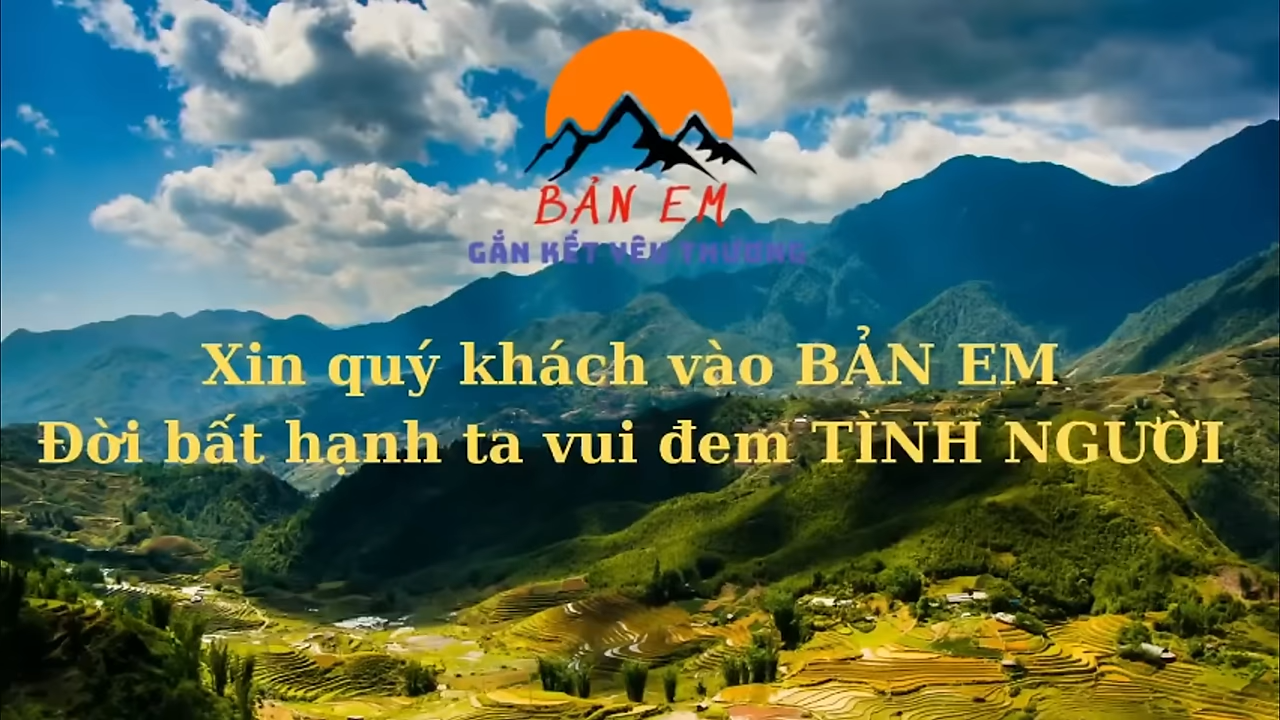 BẢN EM
GẮN KẾT YÊU THƯƠNG
Xin quý khách vào BẢN EM
Đời bất hạnh ta vui đem TÌNH NGƯỜI